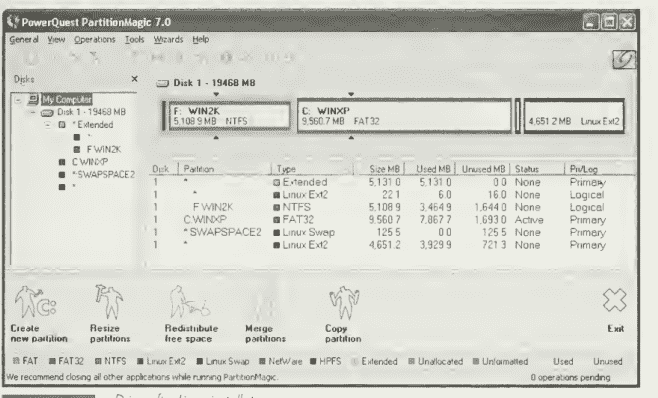 PowerQuest PartitionMagic 7.0
General View Operations Tools Wizards Help
Disks
My Computer
Disk 1 - 19468 MB
* Extended
*
F:WIN2K
C:WINXP
*:SWAPSPACE2
*
Disk 1 - 19468 MB
F: WIN2K
5,108.9 MB NTFS
C: WINXP
9,560.7 MB FAT32
4,651.2 MB Linux Ext2
Disk Partition Type Size MB Used MB Unused MB Status Pri/Log
1 * Extended 5,131.0 5,131.0 0.0 None Primary
1 * Linux Ext2 22.1 6.0 16.0 None Logical
1 F:WIN2K NTFS 5,108.9 3,464.9 1,644.0 None Logical
1 C:WINXP FAT32 9,560.7 7,867.7 1,693.0 Active Primary
1 *:SWAPSPACE2 Linux Swap 125.5 0.0 125.5 None Primary
1 * Linux Ext2 4,651.2 3,929.9 721.3 None Primary
Create new partition
Resize partitions
Redistribute free space
Merge partitions
Copy partition
Exit
FAT FAT32 NTFS Linux Ext2 Linux Swap NetWare HPFS Extended Unallocated Unformatted Used Unused
We recommend closing all other applications while running PartitionMagic. 0 operations pending